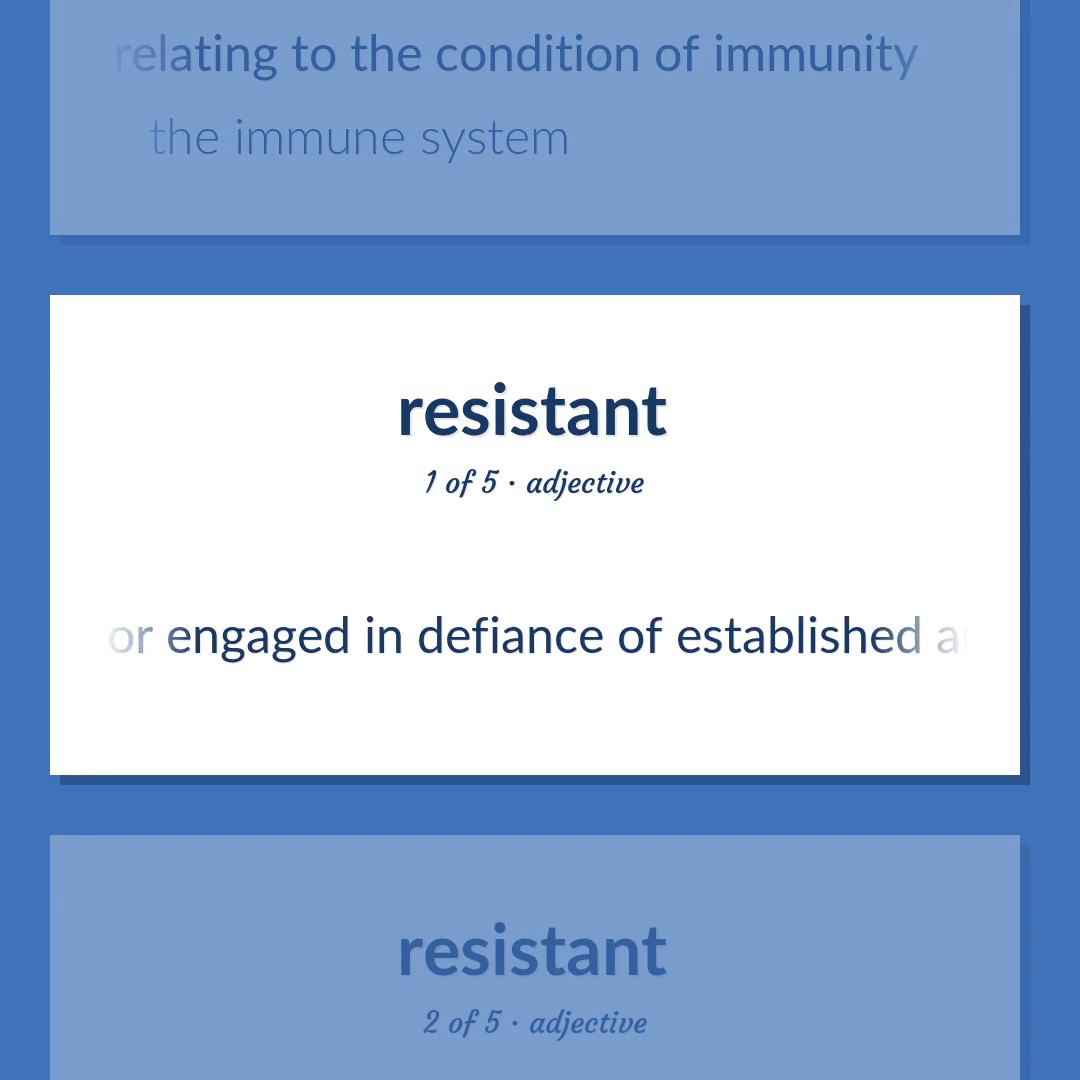 relating to the condition of immunity
the immune system
resistant
1 of 5 · adjective
or engaged in defiance of established
resistant
2 of 5 · adjective